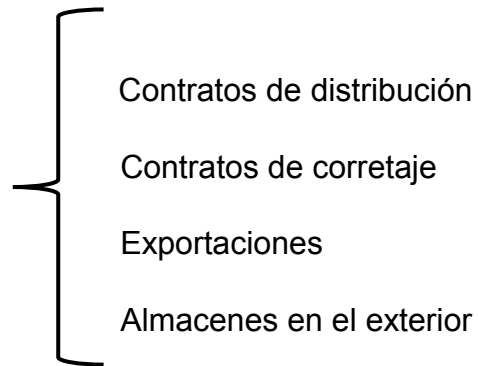 Contratos de distribución
Contratos de corretaje
Exportaciones
Almacenes en el exterior